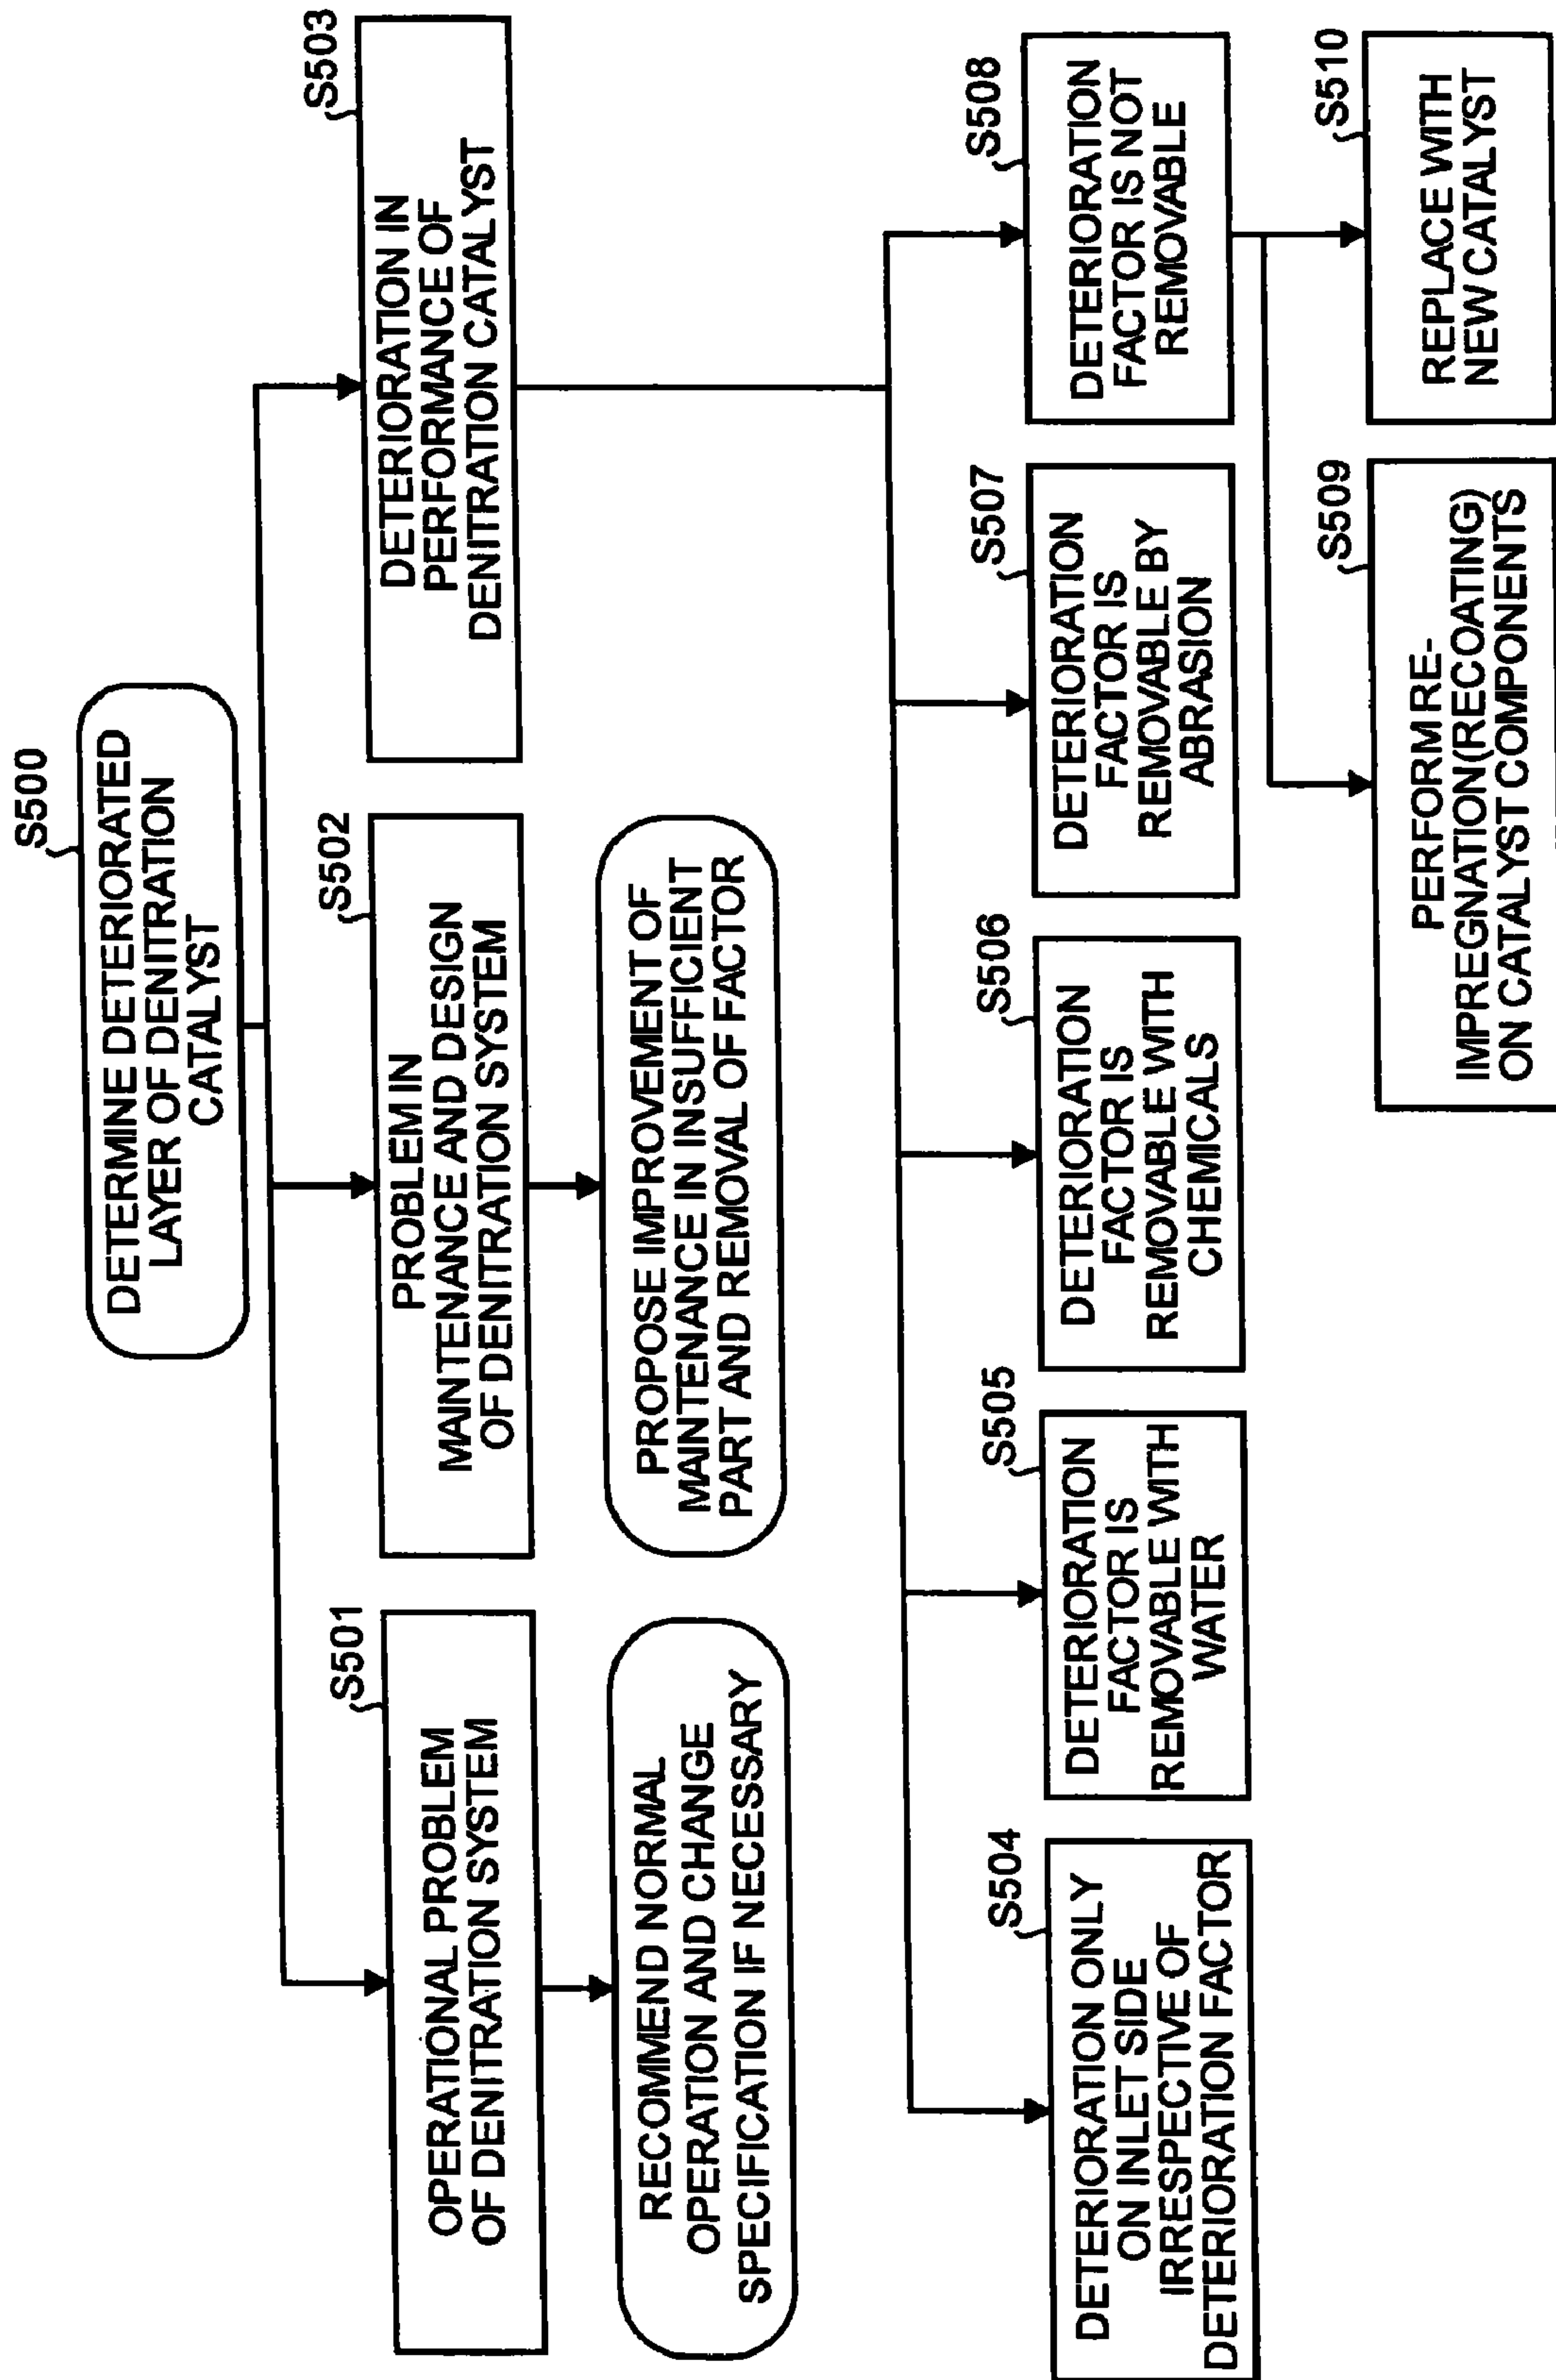 S500
DETERMINE DETERIORATED
LAYER OF DENITRATION
CATALYST
S501
OPERATIONAL PROBLEM
OF DENITRATION SYSTEM
S502
PROBLEM IN
MAINTENANCE AND DESIGN
OF DENITRATION SYSTEM
S503
DETERIORATION IN
PERFORMANCE OF
DENITRATION CATALYST
RECOMMEND NORMAL
OPERATION AND CHANGE
SPECIFICATION IF NECESSARY
PROPOSE IMPROVEMENT OF
MAINTENANCE IN INSUFFICIENT
PART AND REMOVAL OF FACTOR
S504
DETERIORATION ONLY
ON INLET SIDE
IRRESPECTIVE OF
DETERIORATION FACTOR
S505
DETERIORATION
FACTOR IS
REMOVABLE WITH
WATER
S506
DETERIORATION
FACTOR IS
REMOVABLE WITH
CHEMICALS
S507
DETERIORATION
FACTOR IS
REMOVABLE BY
ABRASION
S508
DETERIORATION
FACTOR IS NOT
REMOVABLE
S509
PERFORM RE-
IMPREGNATION(RECOATING)
ON CATALYST COMPONENTS
S510
REPLACE WITH
NEW CATALYST